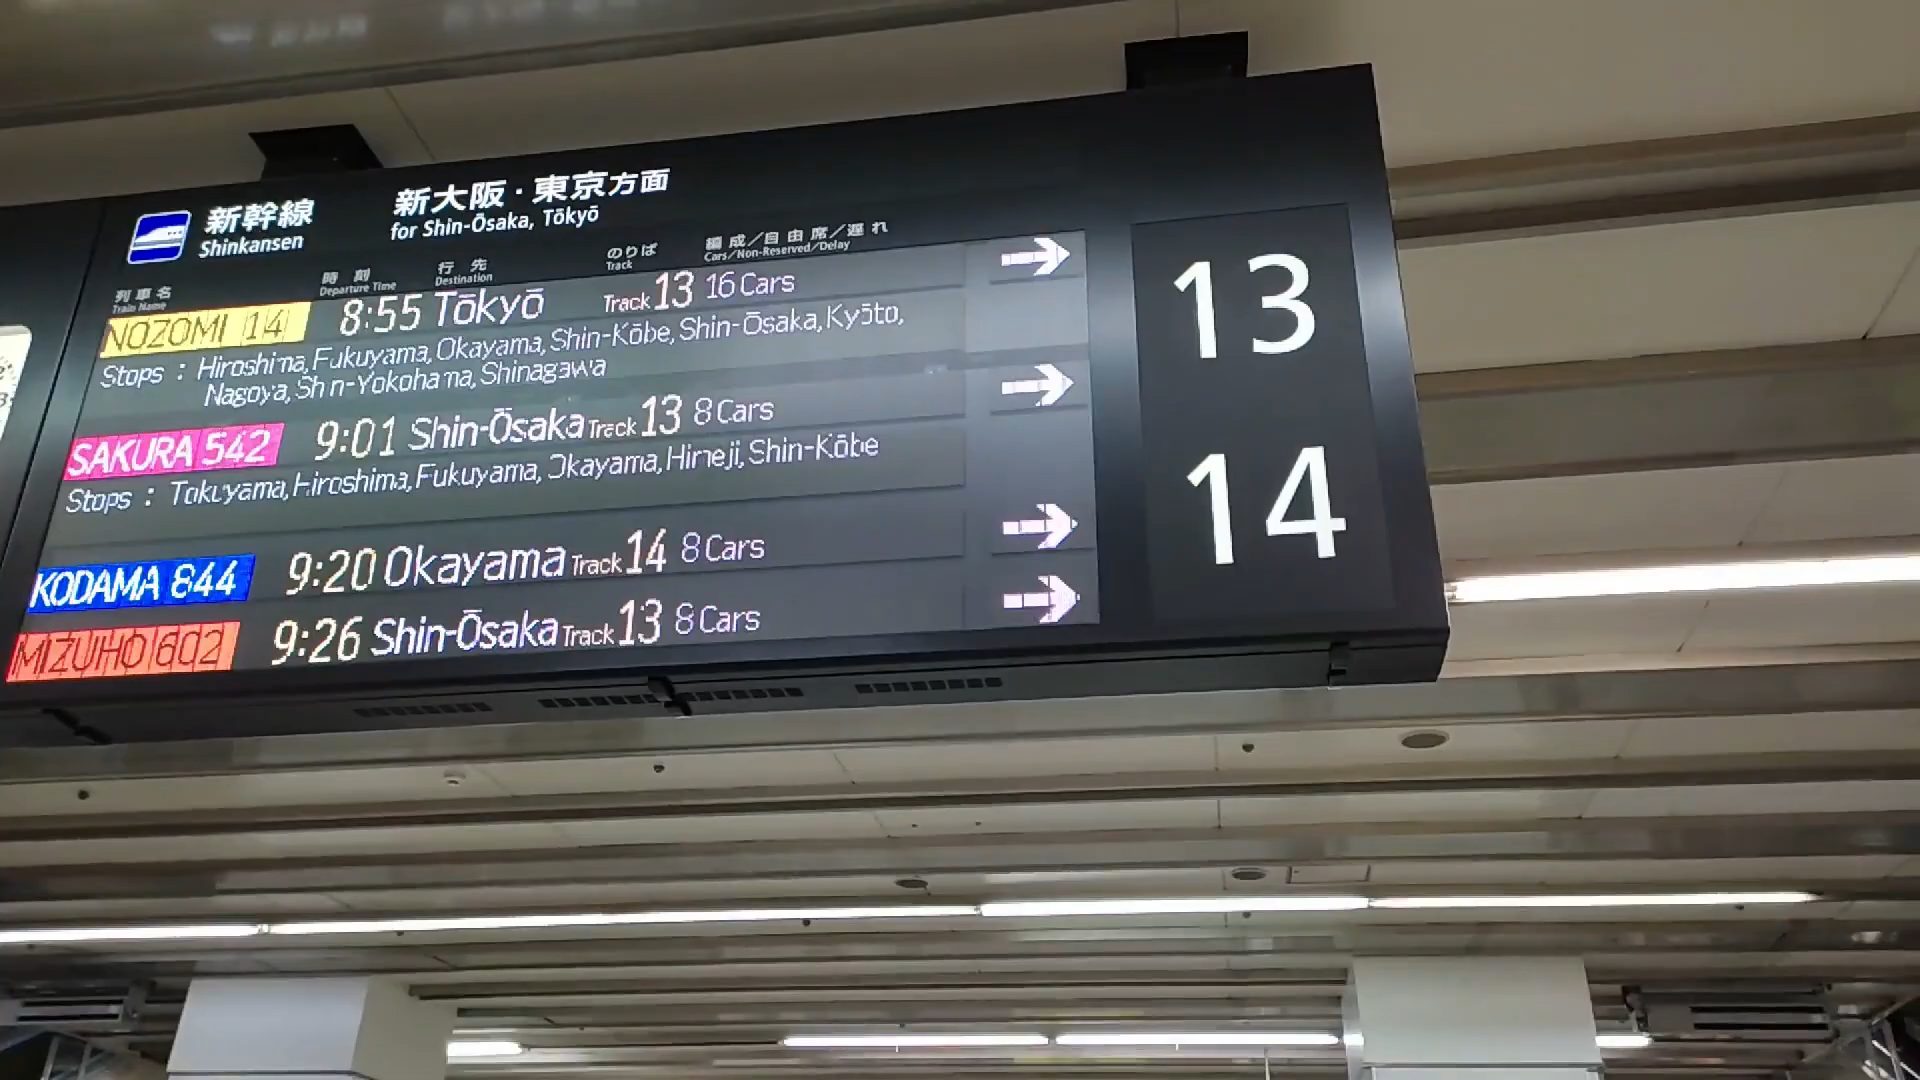 新幹線
Shinkansen
新大阪・東京方面
for Shin-Ōsaka, Tōkyō
列車名 時刻 行先 のりば 編成/自由席/遅れ
Train Name Departure Time Destination Track Cars/Non-Reserved/Delay
NOZOMI 14 8:55 Tōkyō Track 13 16 Cars
Stops : Hiroshima, Fukuyama, Okayama, Shin-Kōbe, Shin-Ōsaka, Kyōto,
Nagoya, Shin-Yokohama, Shinagawa
SAKURA 542 9:01 Shin-Ōsaka Track 13 8 Cars
Stops : Tokuyama, Hiroshima, Fukuyama, Okayama, Himeji, Shin-Kōbe
KODAMA 844 9:20 Okayama Track 14 8 Cars
MIZUHO 602 9:26 Shin-Ōsaka Track 13 8 Cars
13
14